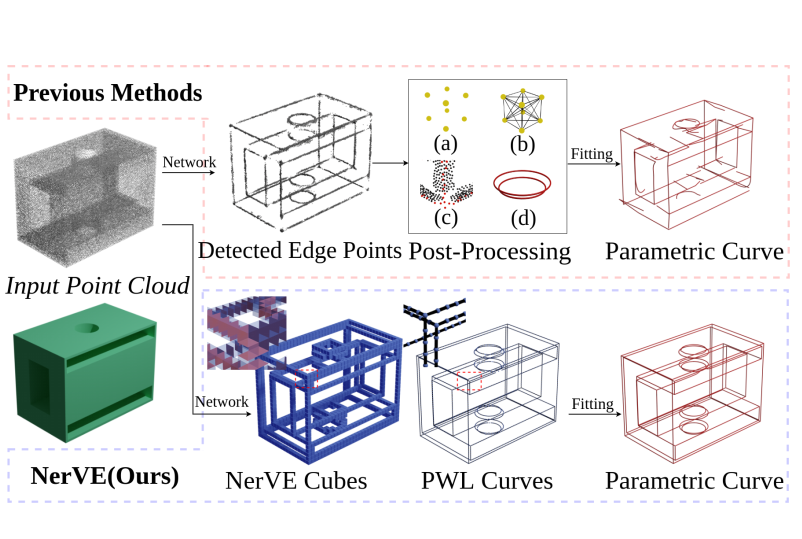 Previous Methods
Network
(a)
(b)
(c)
(d)
Fitting
Detected Edge Points
Post-Processing
Parametric Curve
Input Point Cloud
Network
Fitting
NerVE(Ours)
NerVE Cubes
PWL Curves
Parametric Curve